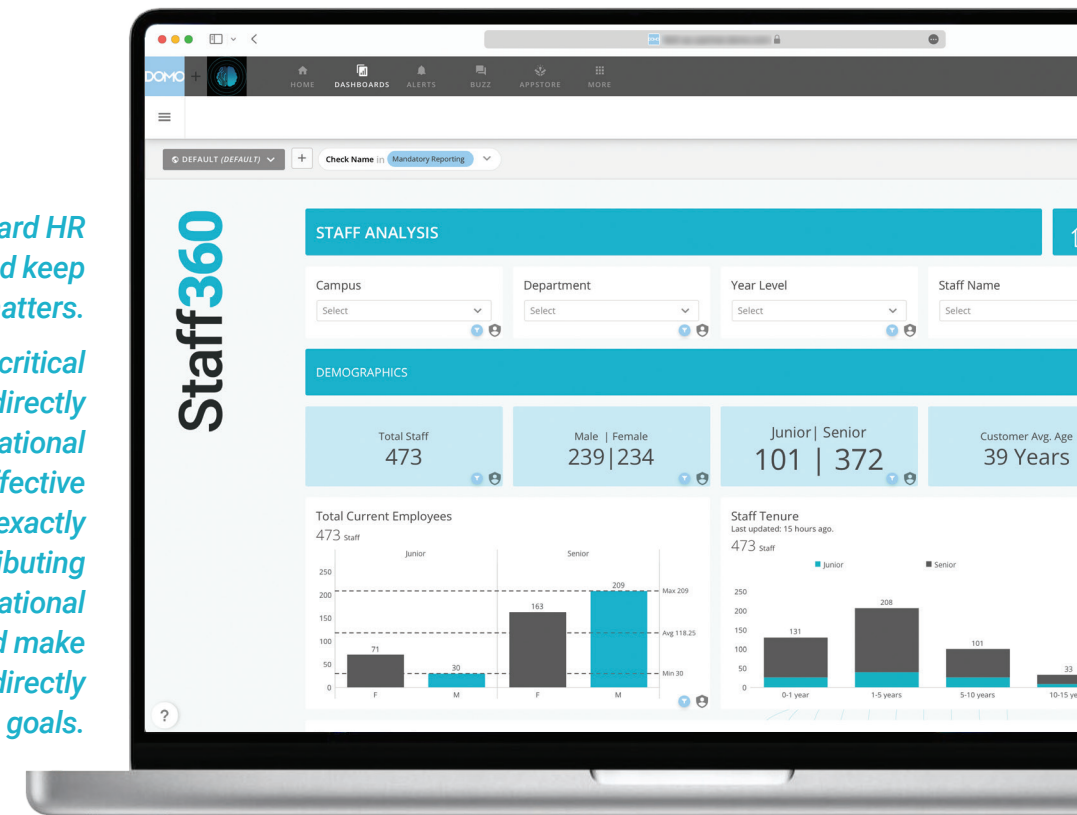 ard HR
d keep
atters.
critical
directly
ational
ffective
exactly
ibuting
ational
d make
directly
goals.
DOMO +
HOME DASHBOARDS ALERTS BUZZ APPSTORE MORE
DEFAULT (DEFAULT) + Check Name in Mandatory Reporting
Staff360
STAFF ANALYSIS
Campus Department Year Level Staff Name
Select Select Select Select
DEMOGRAPHICS
Total Staff
473
Male | Female
239|234
Junior| Senior
101 | 372
Customer Avg. Age
39 Years
Total Current Employees
473 Staff
Junior Senior
250
200
150
100
50
0
71
30
163
209
Max 209
Avg 118.25
Min 30
F M F M
Staff Tenure
Last updated: 15 hours ago.
473 Staff
Junior Senior
250
200
150
100
50
0
131
208
101
33
0-1 year 1-5 years 5-10 years 10-15 ye
?